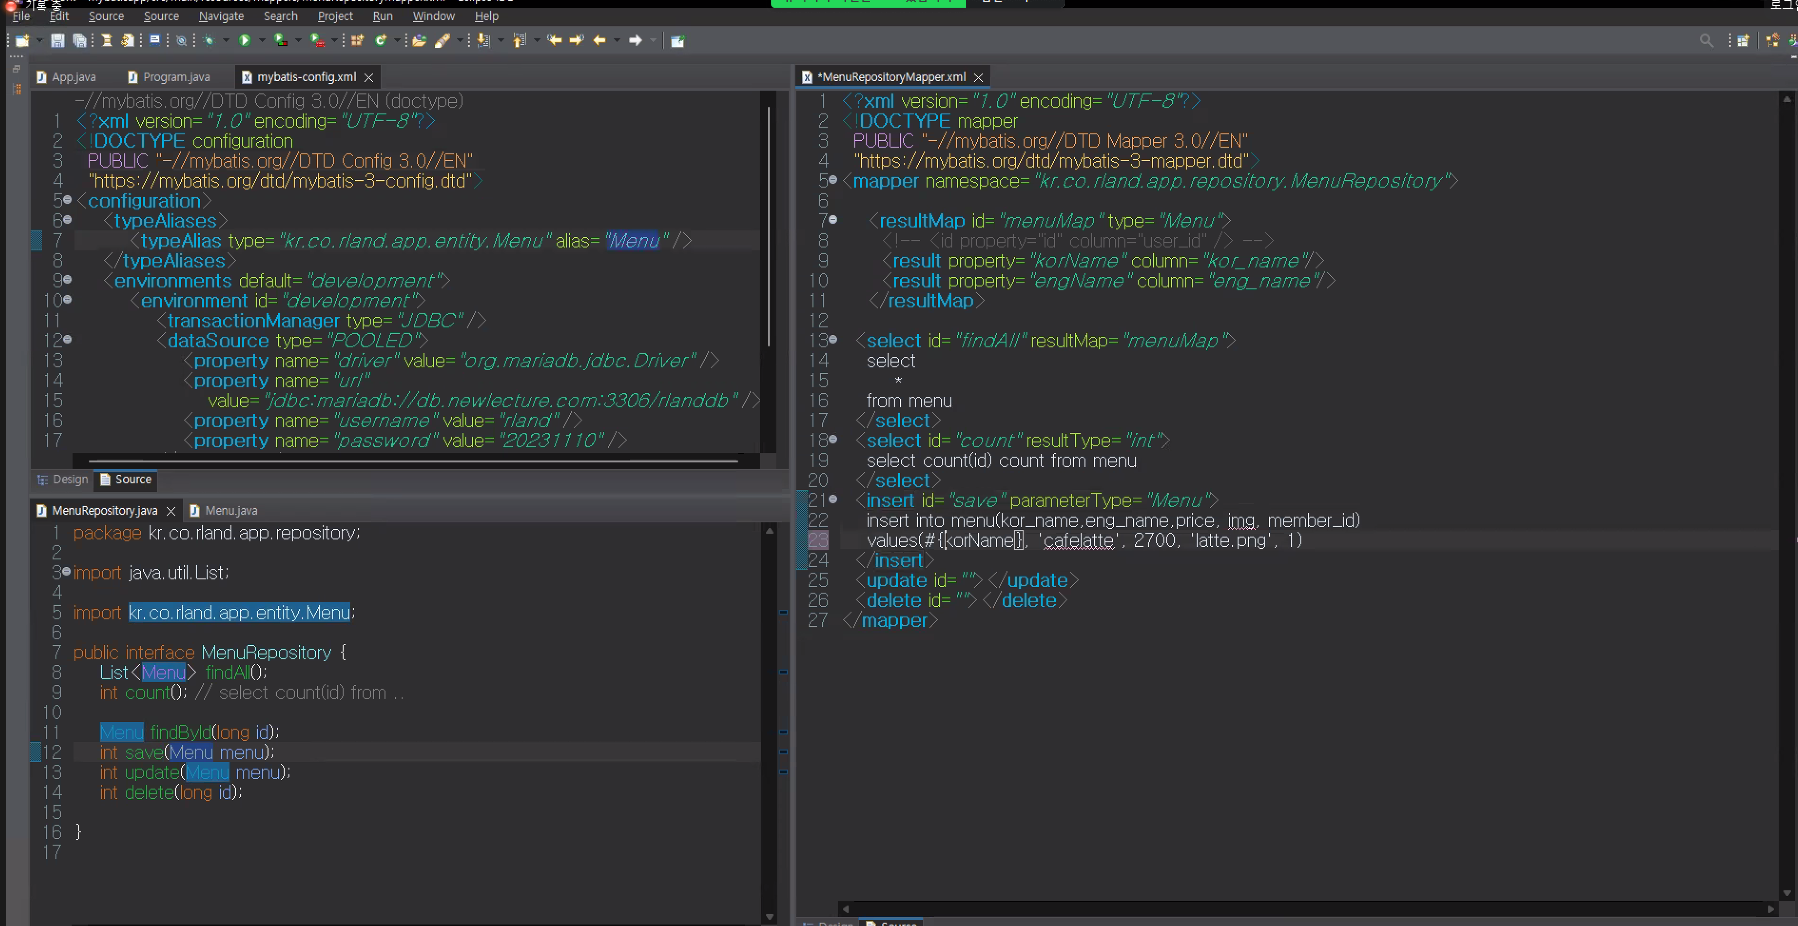 기록 중
로그인
File Edit Source Source Navigate Search Project Run Window Help
App.java Program.java mybatis-config.xml
-//mybatis.org//DTD Config 3.0//EN (doctype)
1 <?xml version="1.0" encoding="UTF-8"?>
2 <!DOCTYPE configuration
3 PUBLIC "-//mybatis.org//DTD Config 3.0//EN"
4 "https://mybatis.org/dtd/mybatis-3-config.dtd">
5 <configuration>
6 <typeAliases>
7 <typeAlias type="kr.co.rland.app.entity.Menu" alias="Menu" />
8 </typeAliases>
9 <environments default="development">
10 <environment id="development">
11 <transactionManager type="JDBC" />
12 <dataSource type="POOLED">
13 <property name="driver" value="org.mariadb.jdbc.Driver" />
14 <property name="url"
15 value="jdbc:mariadb://db.newlecture.com:3306/rlanddb" />
16 <property name="username" value="rland" />
17 <property name="password" value="20231110" />
Design Source
MenuRepository.java Menu.java
1 package kr.co.rland.app.repository;
2
3 import java.util.List;
4
5 import kr.co.rland.app.entity.Menu;
6
7 public interface MenuRepository {
8 List<Menu> findAll();
9 int count(); // select count(id) from ..
10
11 Menu findById(long id);
12 int save(Menu menu);
13 int update(Menu menu);
14 int delete(long id);
15
16 }
17
*MenuRepositoryMapper.xml
1 <?xml version="1.0" encoding="UTF-8"?>
2 <!DOCTYPE mapper
3 PUBLIC "-//mybatis.org//DTD Mapper 3.0//EN"
4 "https://mybatis.org/dtd/mybatis-3-mapper.dtd">
5 <mapper namespace="kr.co.rland.app.repository.MenuRepository">
6
7 <resultMap id="menuMap" type="Menu">
8 <!-- <id property="id" column="user_id" /> -->
9 <result property="korName" column="kor_name"/>
10 <result property="engName" column="eng_name"/>
11 </resultMap>
12
13 <select id="findAll" resultMap="menuMap">
14 select
15 *
16 from menu
17 </select>
18 <select id="count" resultType="int">
19 select count(id) count from menu
20 </select>
21 <insert id="save" parameterType="Menu">
22 insert into menu(kor_name,eng_name,price, img, member_id)
23 values(#{korName}, 'cafelatte', 2700, 'latte.png', 1)
24 </insert>
25 <update id=""></update>
26 <delete id=""></delete>
27 </mapper>